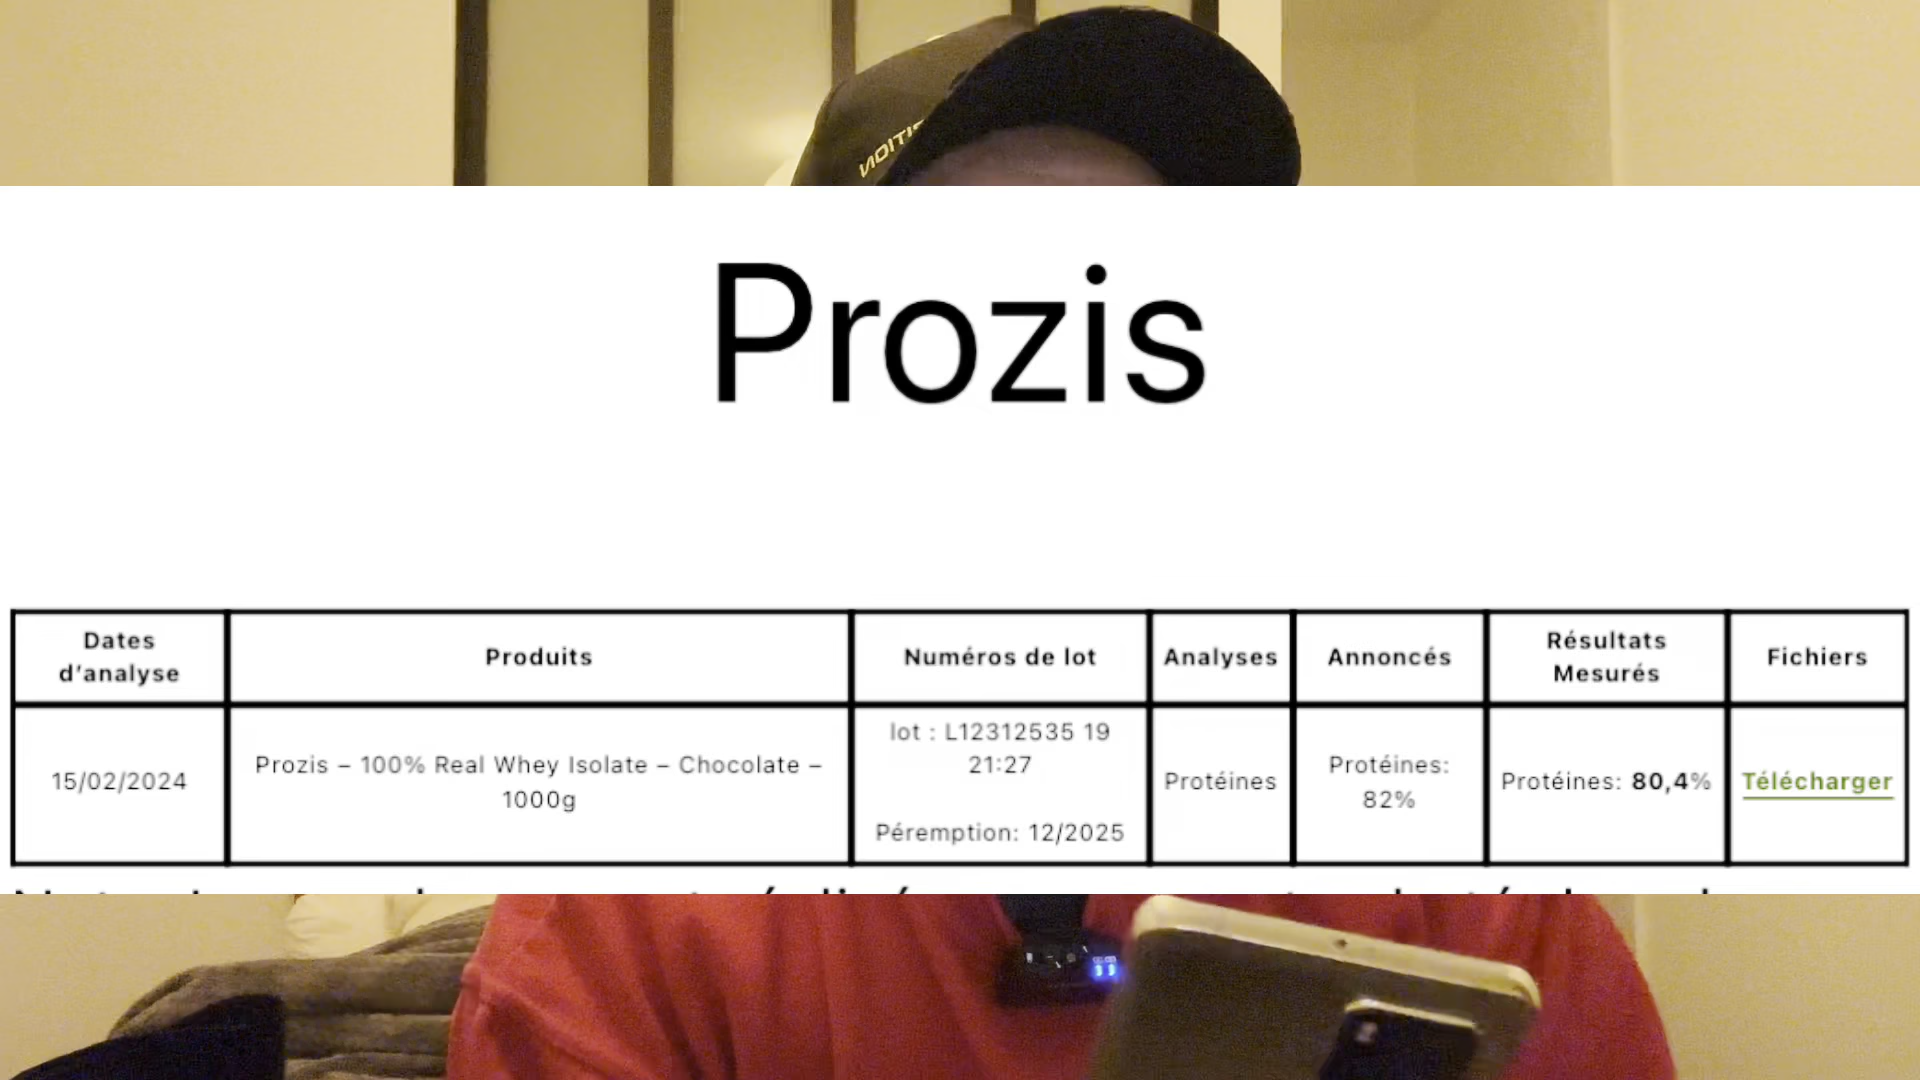 Prozis
Dates
d'analyse
Produits
Numéros de lot
Analyses
Annoncés
Résultats
Mesurés
Fichiers
15/02/2024
Prozis – 100% Real Whey Isolate – Chocolate –
1000g
lot : L12312535 19
21:27
Péremption: 12/2025
Protéines
Protéines:
82%
Protéines: 80,4%
Télécharger